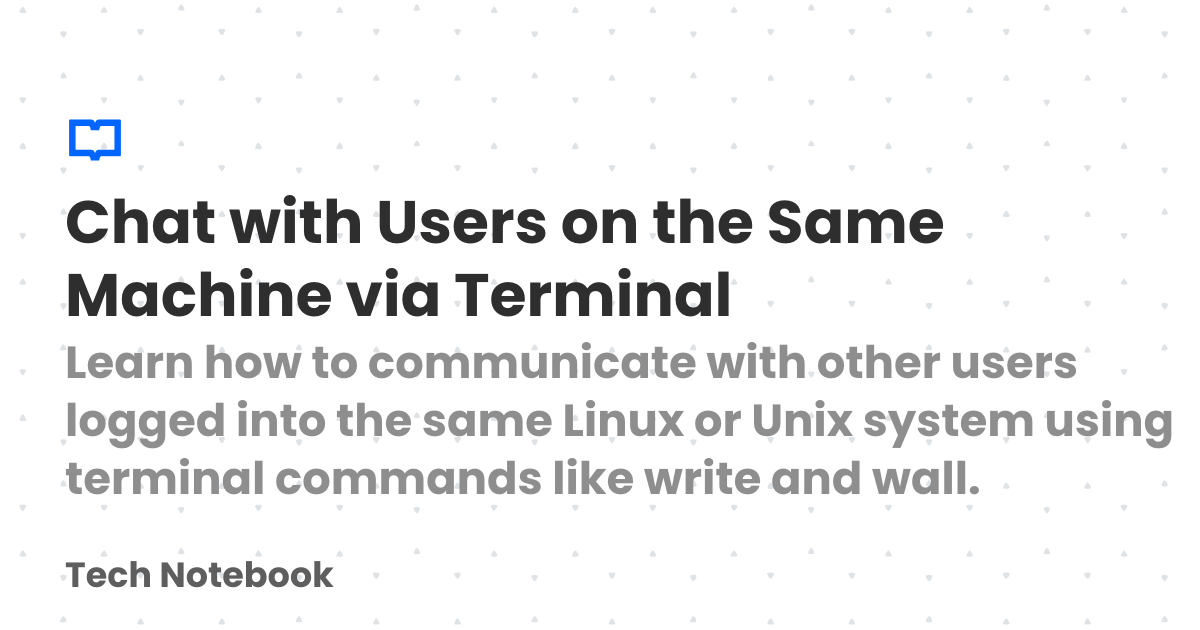 Chat with Users on the Same
Machine via Terminal
Learn how to communicate with other users
logged into the same Linux or Unix system using
terminal commands like write and wall.
Tech Notebook